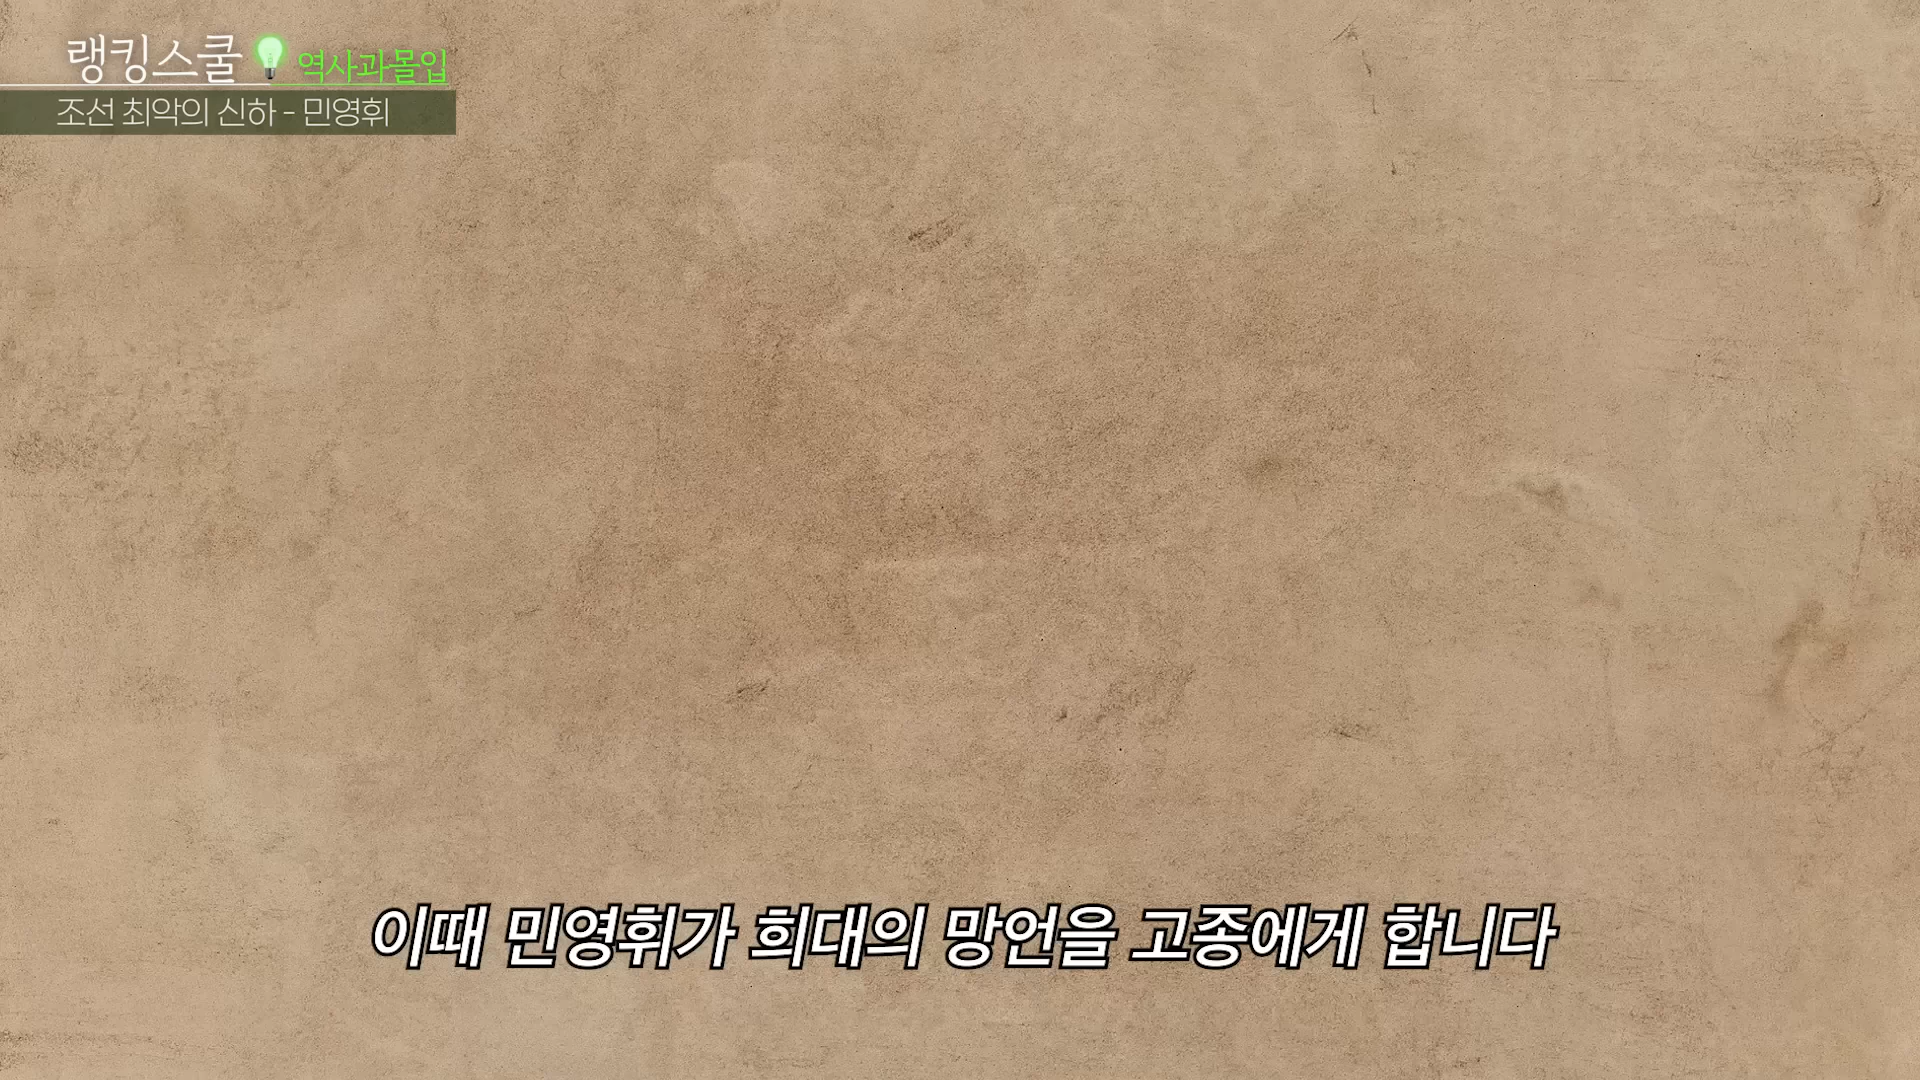 랭킹스쿨 역사과몰입
조선 최악의 신하 - 민영휘
이때 민영휘가 희대의 망언을 고종에게 합니다